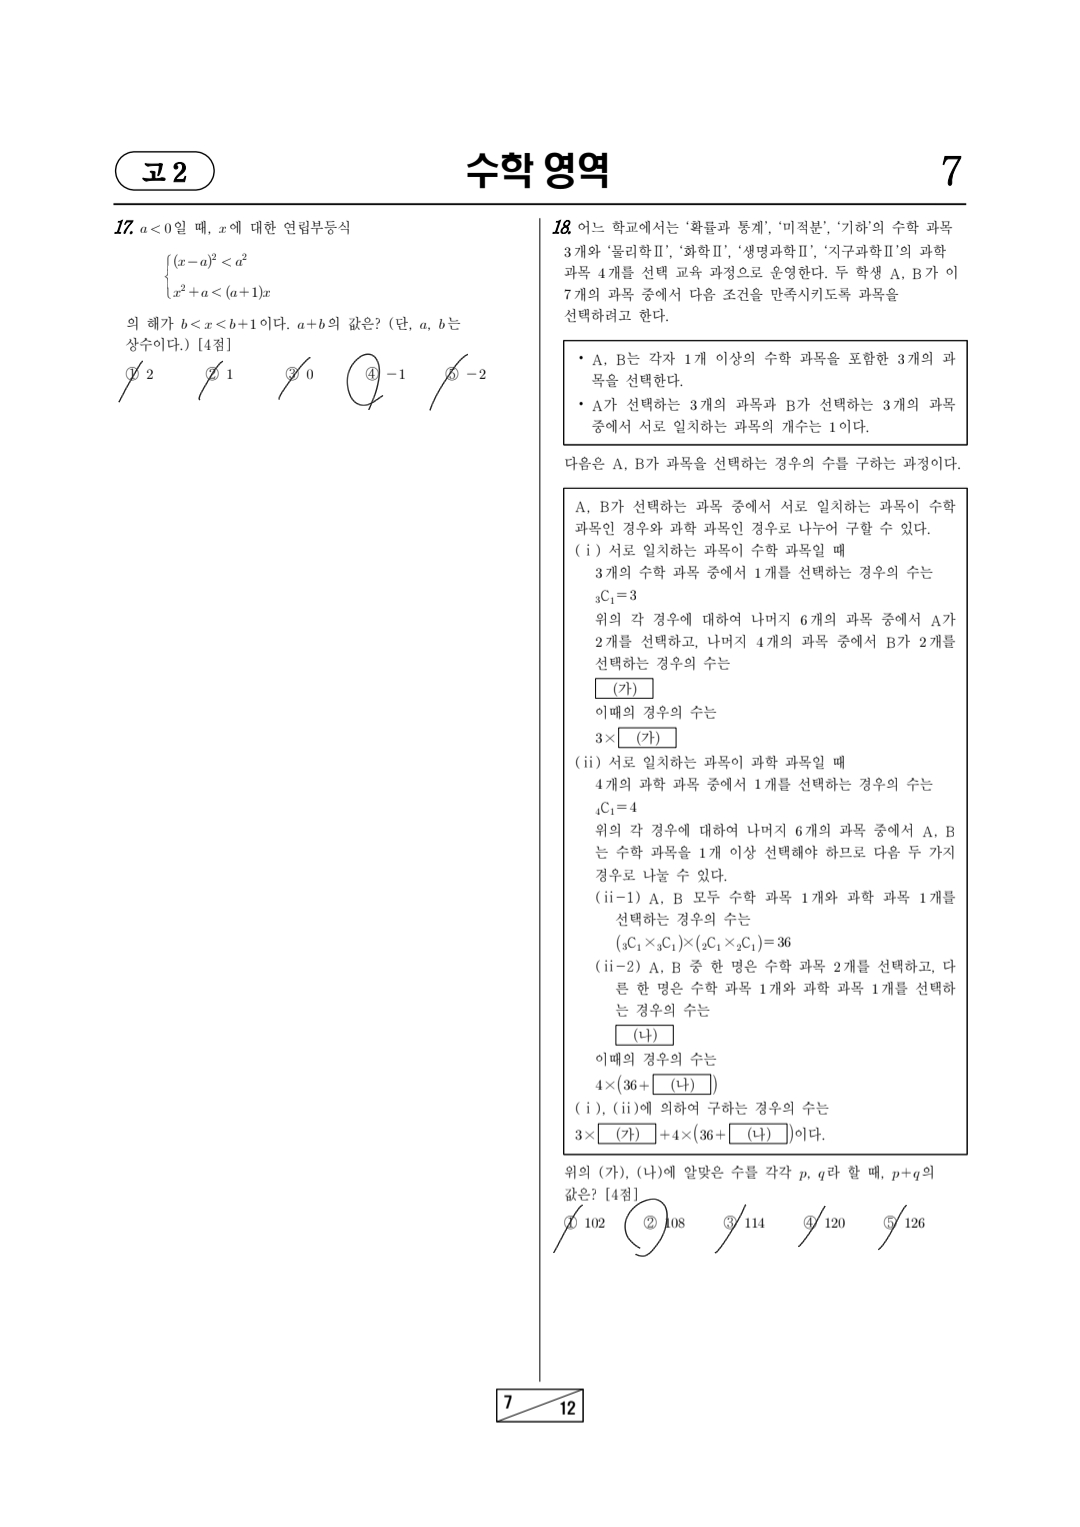 고 2
수학 영역
7
17. a<0일 때, x에 대한 연립부등식
(x-a)²<a²
x²+a<(a+1)x
의 해가 b<x<b+1이다. a+b의 값은? (단, a, b는
상수이다.) [4점]
① 2 ② 1 ③ 0 ④ -1 ⑤ -2
18. 어느 학교에서는 ‘확률과 통계’, ‘미적분’, ‘기하’의 수학 과목
3개와 ‘물리학Ⅱ’, ‘화학Ⅱ’, ‘생명과학Ⅱ’, ‘지구과학Ⅱ’의 과학
과목 4개를 선택 교육 과정으로 운영한다. 두 학생 A, B가 이
7개의 과목 중에서 다음 조건을 만족시키도록 과목을
선택하려고 한다.
• A, B는 각자 1개 이상의 수학 과목을 포함한 3개의 과
목을 선택한다.
• A가 선택하는 3개의 과목과 B가 선택하는 3개의 과목
중에서 서로 일치하는 과목의 개수는 1이다.
다음은 A, B가 과목을 선택하는 경우의 수를 구하는 과정이다.
A, B가 선택하는 과목 중에서 서로 일치하는 과목이 수학
과목인 경우와 과학 과목인 경우로 나누어 구할 수 있다.
(ⅰ) 서로 일치하는 과목이 수학 과목일 때
3개의 수학 과목 중에서 1개를 선택하는 경우의 수는
₃C₁=3
위의 각 경우에 대하여 나머지 6개의 과목 중에서 A가
2개를 선택하고, 나머지 4개의 과목 중에서 B가 2개를
선택하는 경우의 수는
(가)
이때의 경우의 수는
3× (가)
(ⅱ) 서로 일치하는 과목이 과학 과목일 때
4개의 과학 과목 중에서 1개를 선택하는 경우의 수는
₄C₁=4
위의 각 경우에 대하여 나머지 6개의 과목 중에서 A, B
는 수학 과목을 1개 이상 선택해야 하므로 다음 두 가지
경우로 나눌 수 있다.
(ⅱ-1) A, B 모두 수학 과목 1개와 과학 과목 1개를
선택하는 경우의 수는
(₃C₁×₃C₁)×(₂C₁×₂C₁)=36
(ⅱ-2) A, B 중 한 명은 수학 과목 2개를 선택하고, 다
른 한 명은 수학 과목 1개와 과학 과목 1개를 선택하
는 경우의 수는
(나)
이때의 경우의 수는
4×(36+ (나) )
(ⅰ), (ⅱ)에 의하여 구하는 경우의 수는
3× (가) +4×(36+ (나) )이다.
위의 (가), (나)에 알맞은 수를 각각 p, q라 할 때, p+q의
값은? [4점]
① 102 ② 108 ③ 114 ④ 120 ⑤ 126
7
12